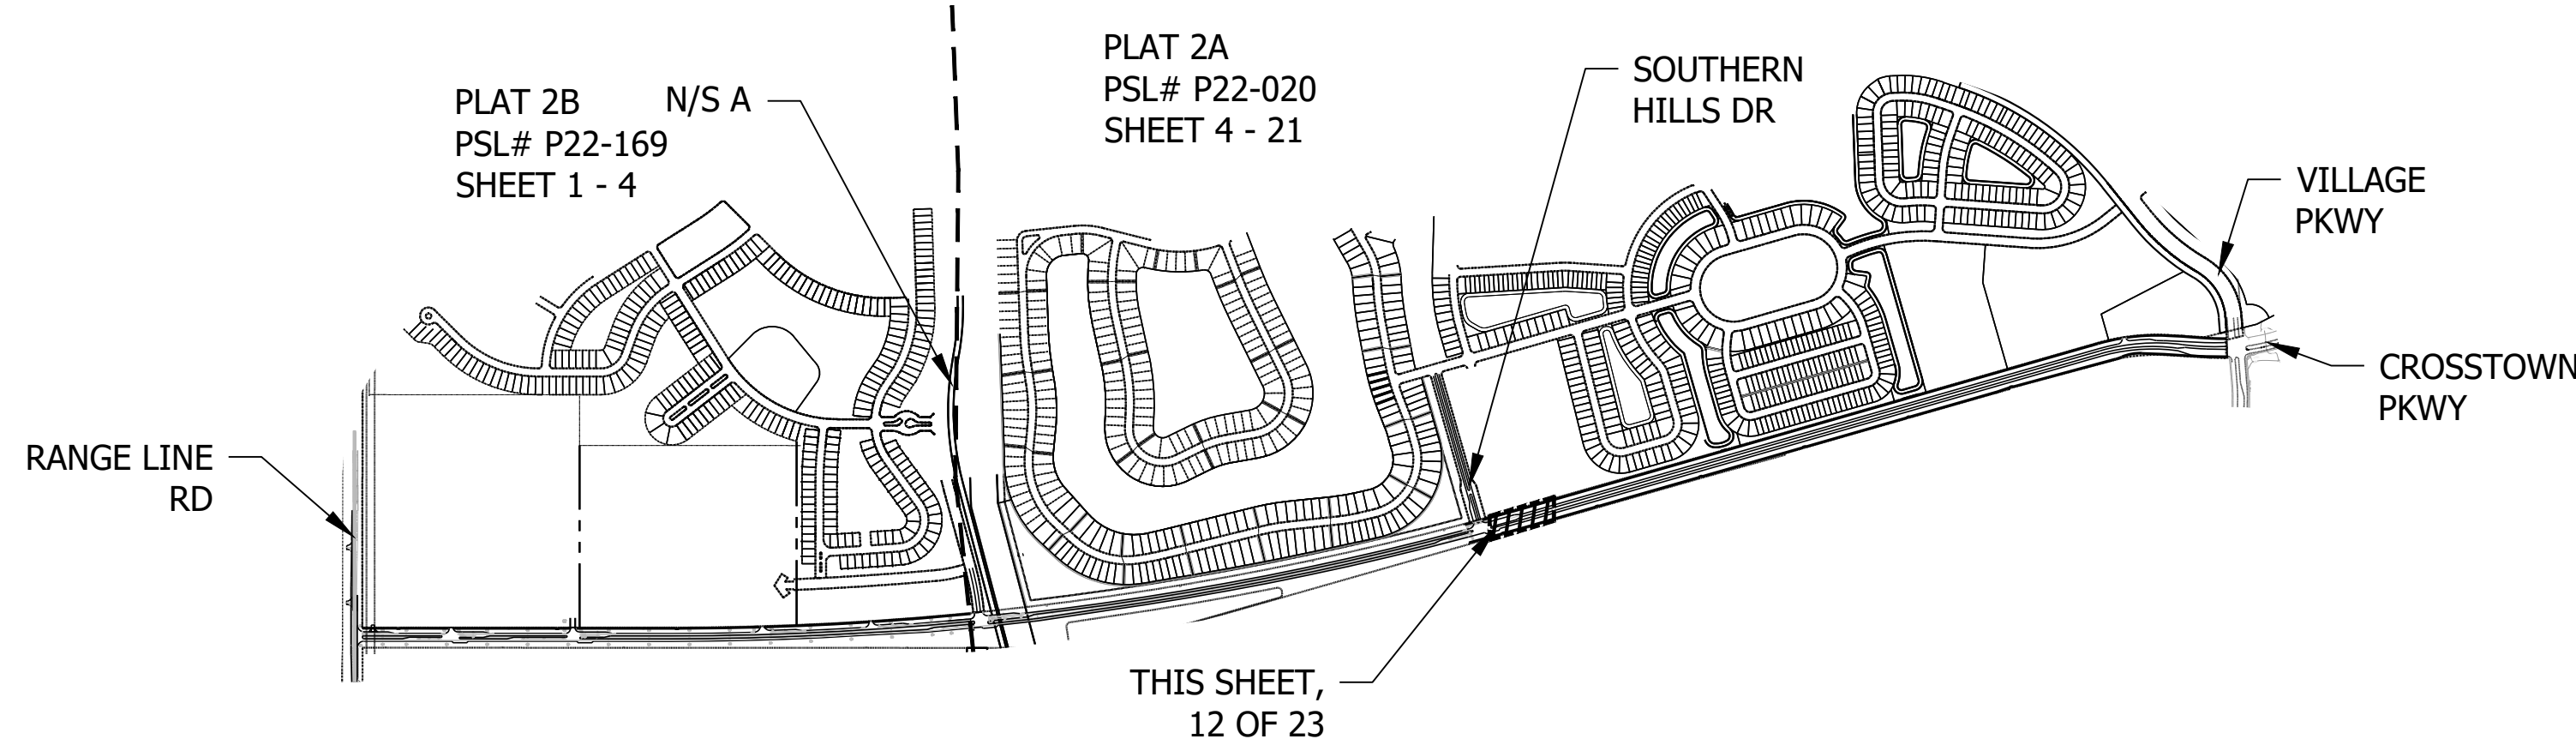 PLAT 2B
PSL# P22-169
SHEET 1 - 4
N/S A
PLAT 2A
PSL# P22-020
SHEET 4 - 21
SOUTHERN
HILLS DR
VILLAGE
PKWY
CROSSTOWN
PKWY
RANGE LINE
RD
THIS SHEET,
12 OF 23